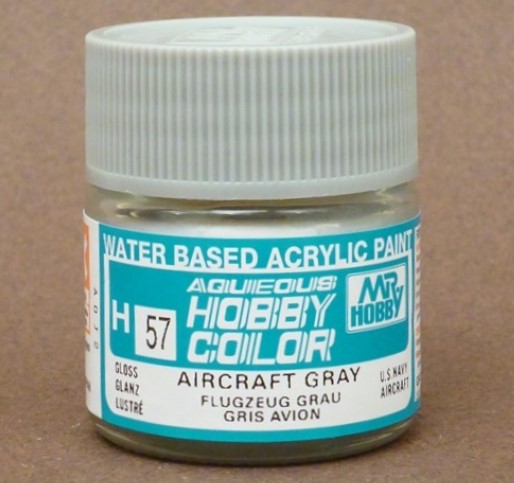 WATER BASED ACRYLIC PAINT
AQUEOUS
HOBBY
COLOR
H 57
MR
HOBBY
GLOSS
GLANZ
LUSTRÉ
AIRCRAFT GRAY
FLUGZEUG GRAU
GRIS AVION
U.S. NAVY
AIRCRAFT